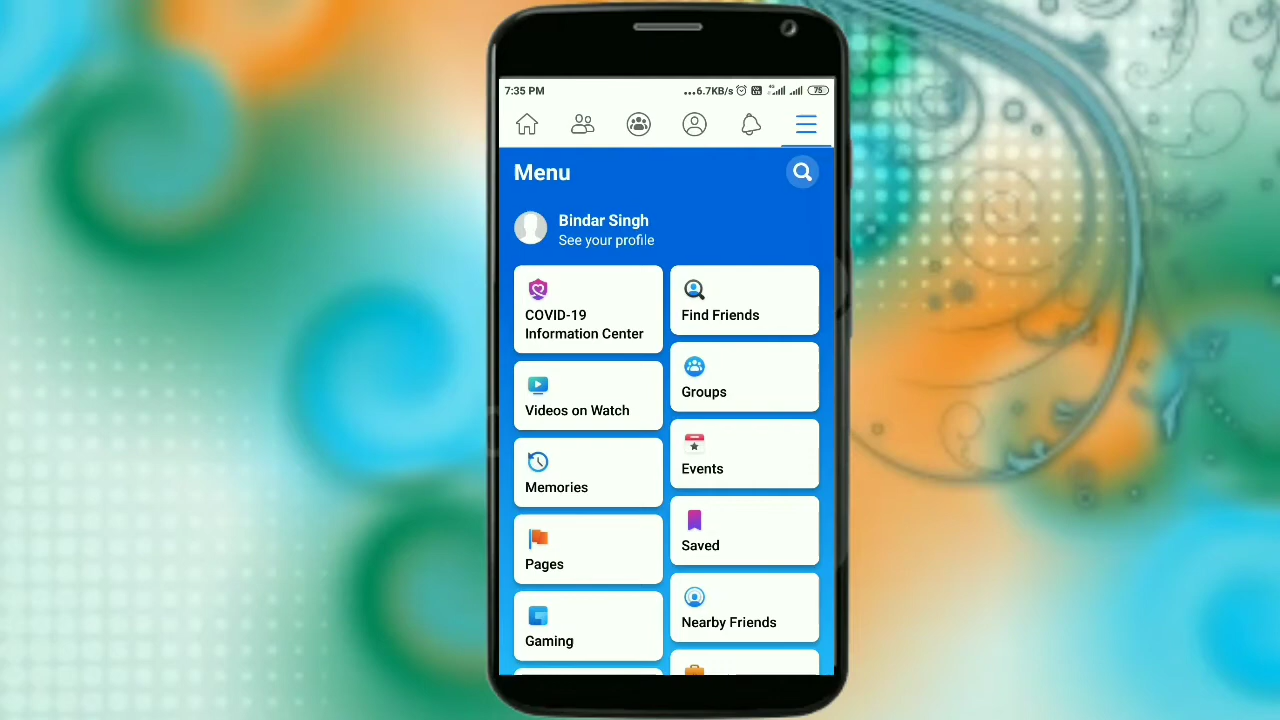 7:35 PM
...6.7KB/s
4G
75
Menu
Bindar Singh
See your profile
COVID-19
Information Center
Find Friends
Videos on Watch
Groups
Memories
Events
Pages
Saved
Gaming
Nearby Friends